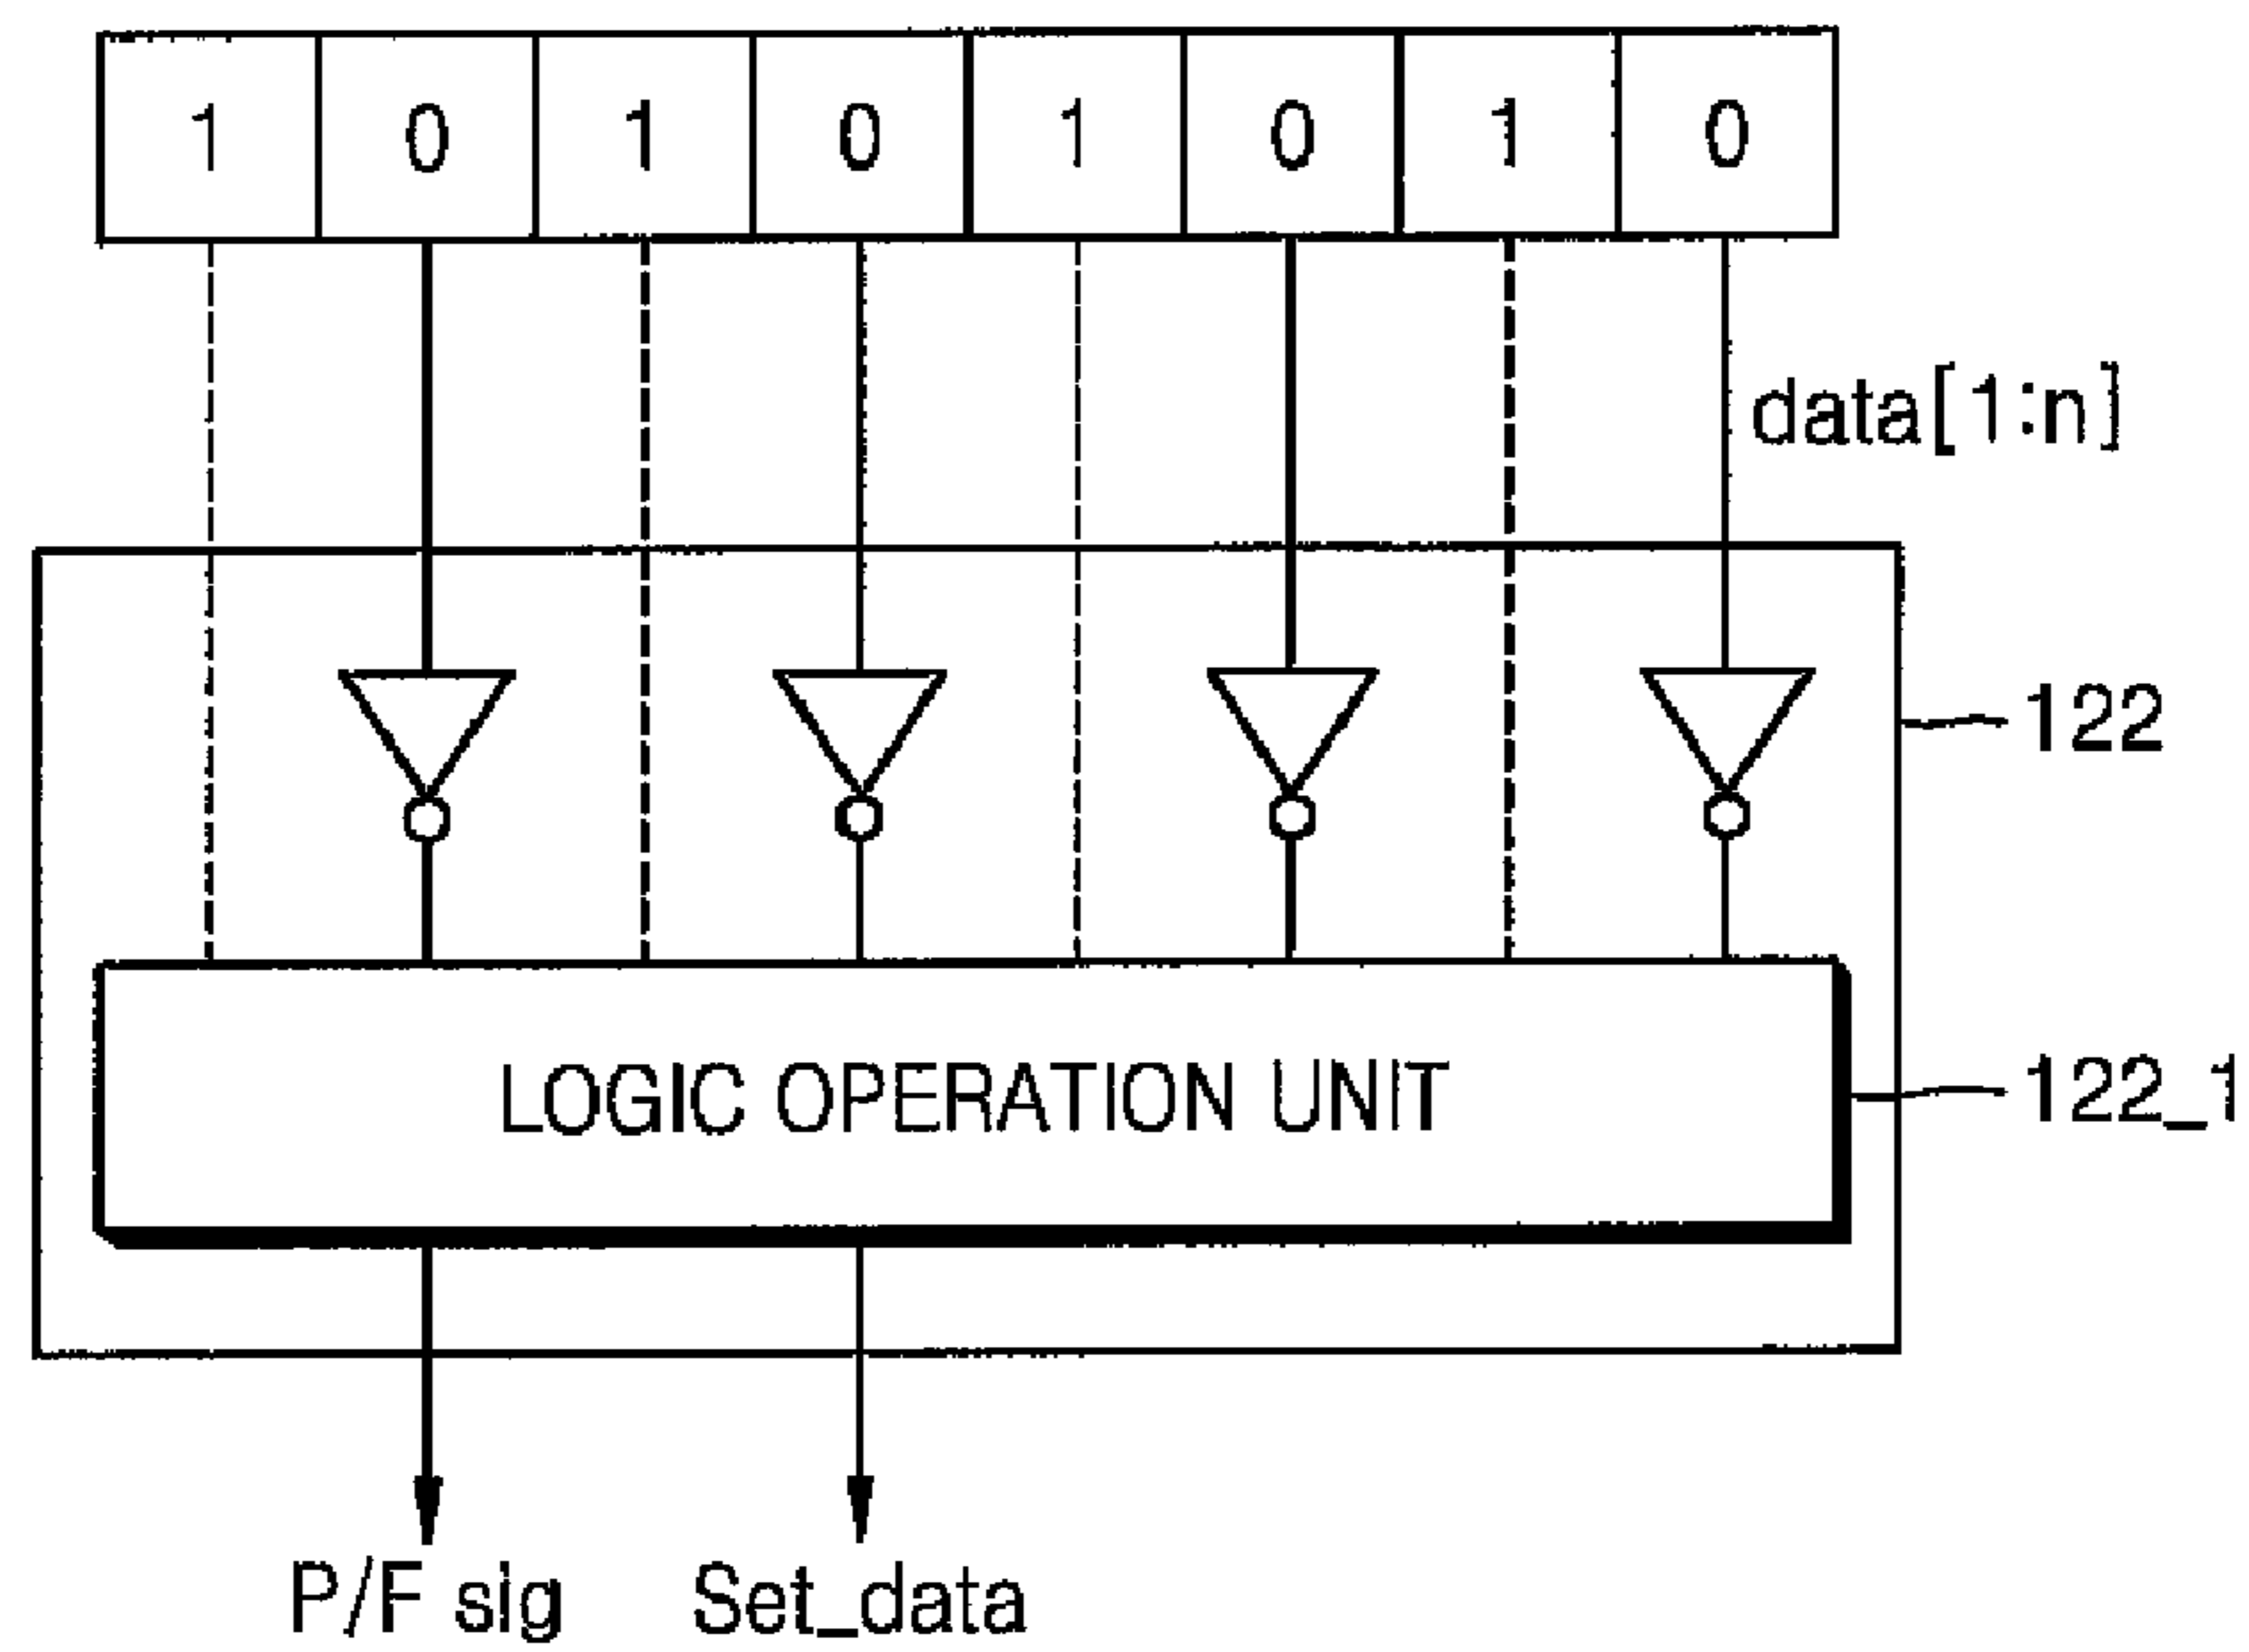 1 0 1 0 1 0 1 0
data[1:n]
122
LOGIC OPERATION UNIT
122_1
P/F sig Set_data